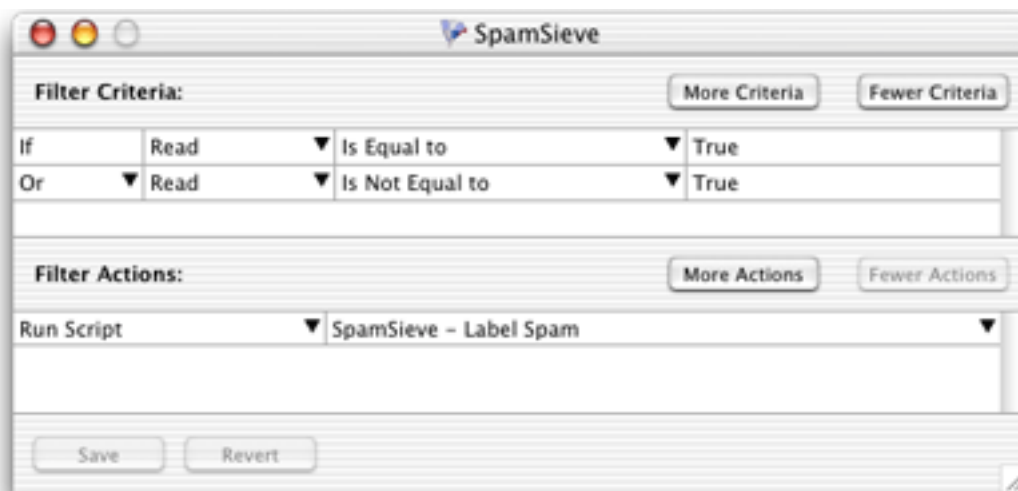 SpamSieve
Filter Criteria: More Criteria Fewer Criteria
If Read Is Equal to True
Or Read Is Not Equal to True
Filter Actions: More Actions Fewer Actions
Run Script SpamSieve – Label Spam
Save Revert